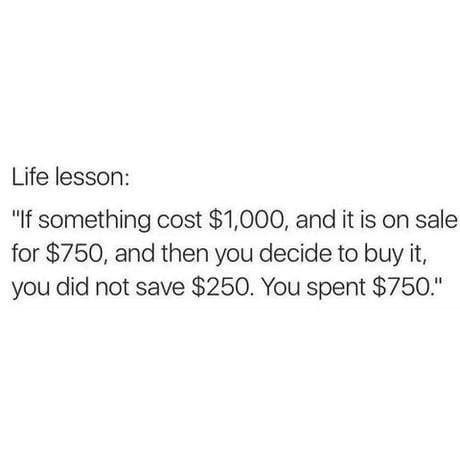 Life lesson:
"If something cost $1,000, and it is on sale
for $750, and then you decide to buy it,
you did not save $250. You spent $750."